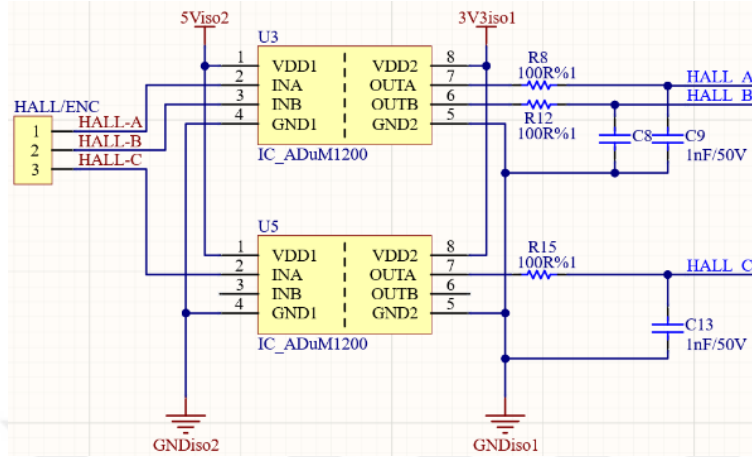 5Viso2
3V3iso1
U3
1 VDD1 VDD2 8
2 INA OUTA 7
3 INB OUTB 6
4 GND1 GND2 5
IC_ADuM1200
R8
100R%1
HALL_A
HALL_B
R12
100R%1
C8
C9
1nF/50V
HALL/ENC
1 HALL-A
2 HALL-B
3 HALL-C
U5
1 VDD1 VDD2 8
2 INA OUTA 7
3 INB OUTB 6
4 GND1 GND2 5
IC_ADuM1200
R15
100R%1
HALL_C
C13
1nF/50V
GNDiso2
GNDiso1